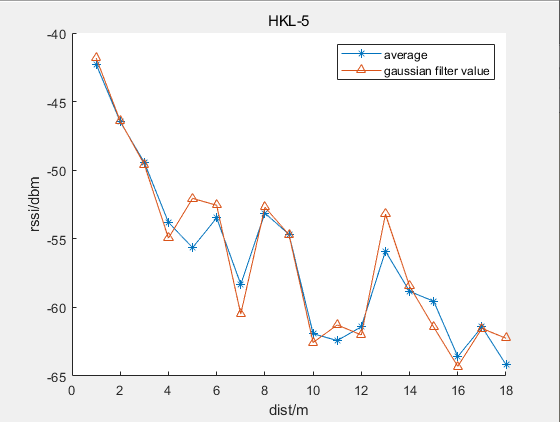 HKL-5
average
gaussian filter value
-40
-45
-50
-55
-60
-65
rssi/dbm
0 2 4 6 8 10 12 14 16 18
dist/m